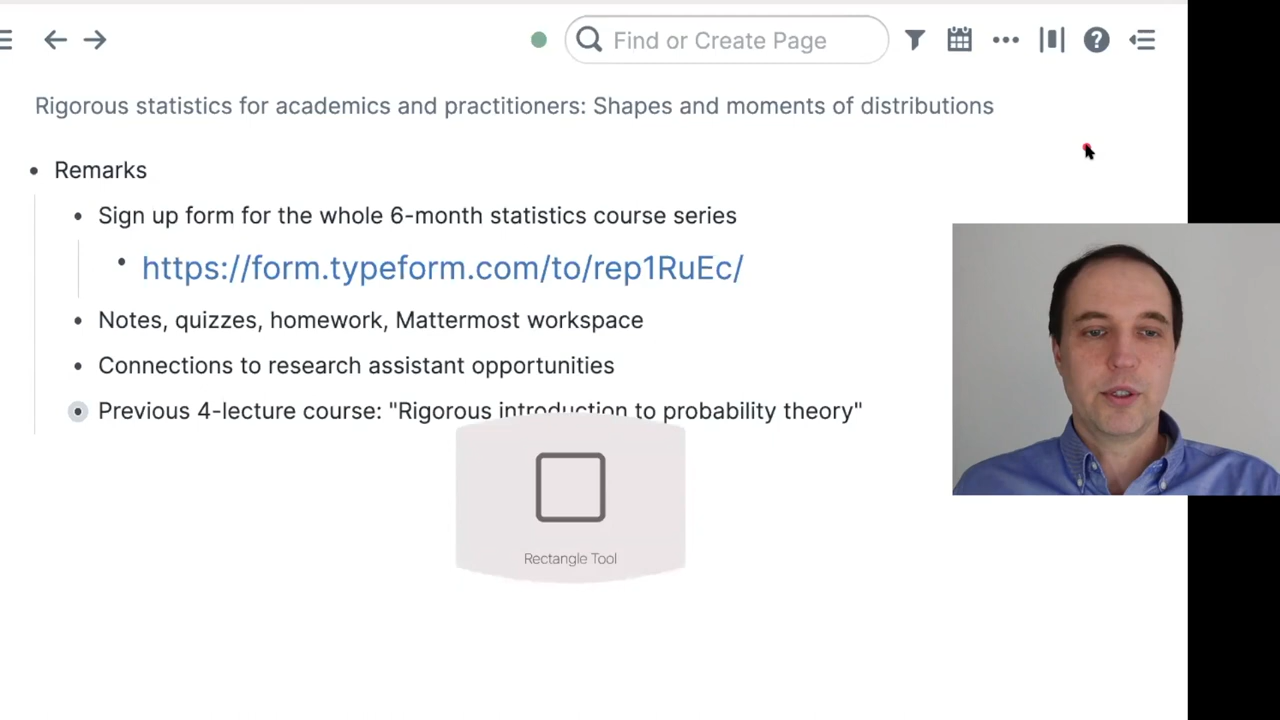 Find or Create Page
Rigorous statistics for academics and practitioners: Shapes and moments of distributions
Remarks
Sign up form for the whole 6-month statistics course series
https://form.typeform.com/to/rep1RuEc/
Notes, quizzes, homework, Mattermost workspace
Connections to research assistant opportunities
Previous 4-lecture course: "Rigorous introduction to probability theory"
Rectangle Tool